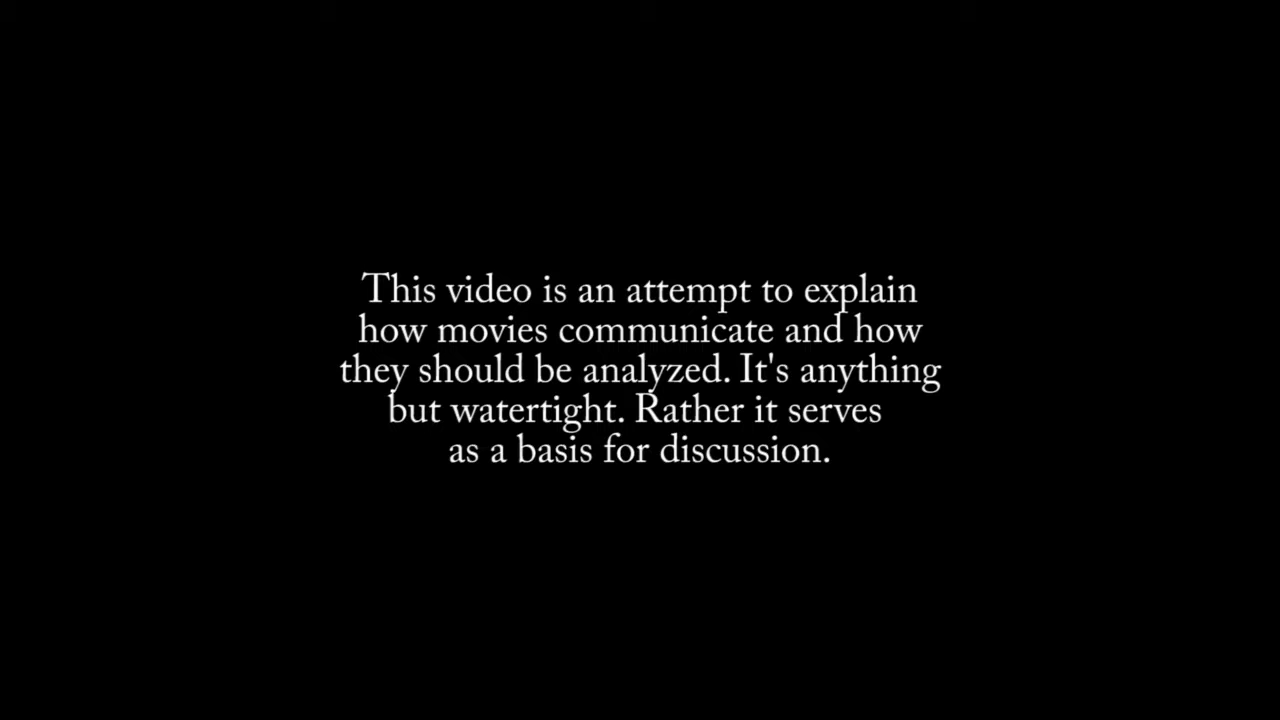 This video is an attempt to explain
how movies communicate and how
they should be analyzed. It's anything
but watertight. Rather it serves
as a basis for discussion.